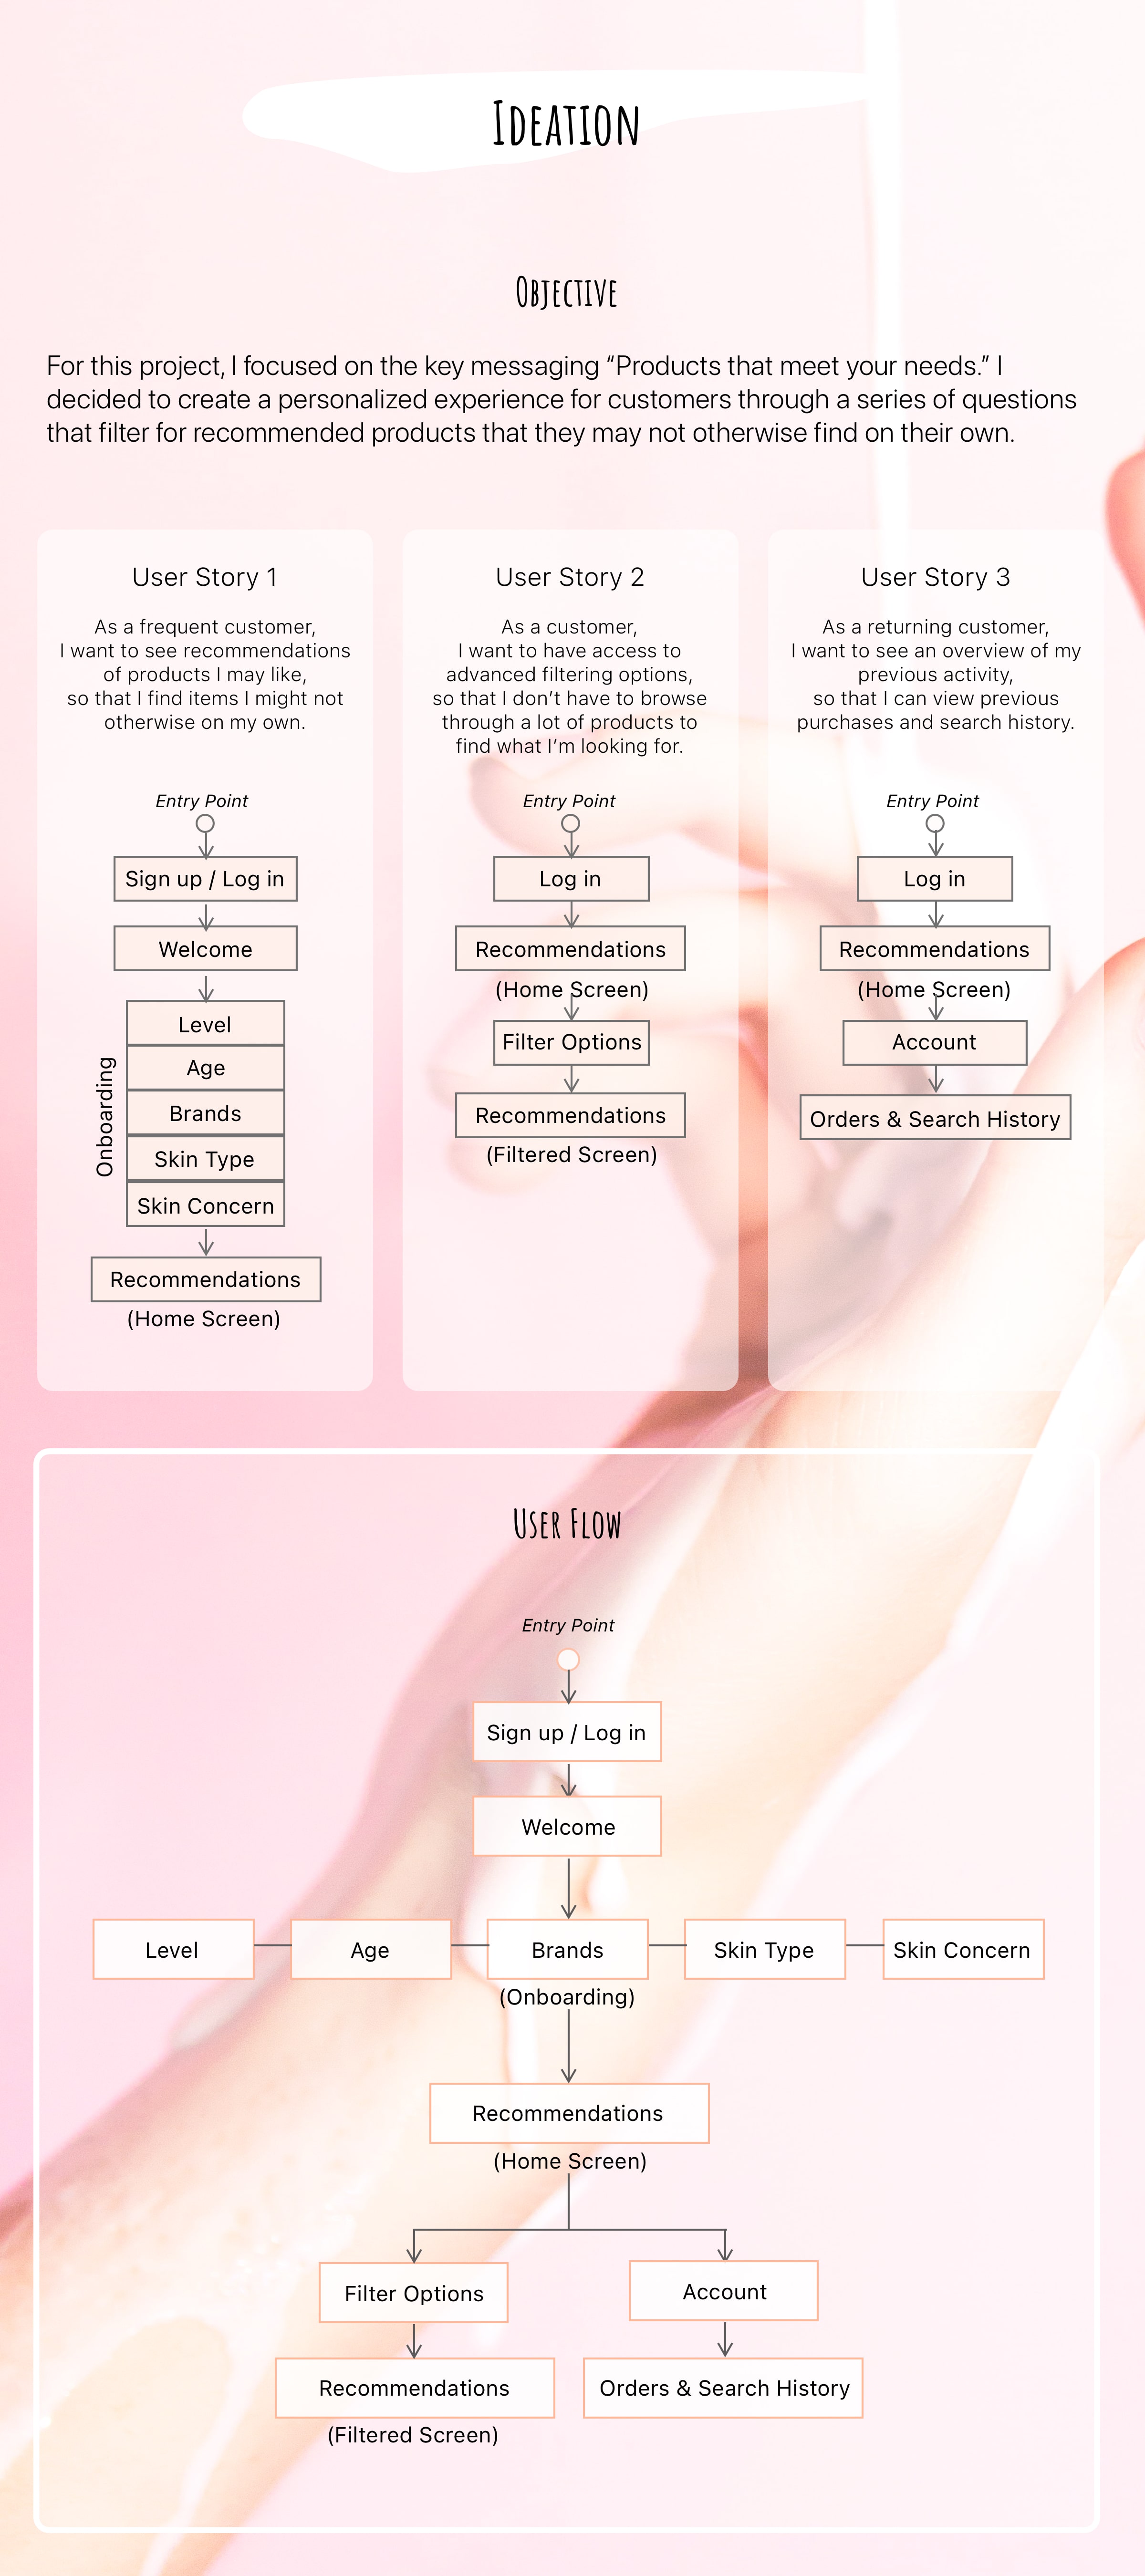 Ideation
Objective
For this project, I focused on the key messaging “Products that meet your needs.” I
decided to create a personalized experience for customers through a series of questions
that filter for recommended products that they may not otherwise find on their own.
User Story 1
As a frequent customer,
I want to see recommendations
of products I may like,
so that I find items I might not
otherwise on my own.
Entry Point
Sign up / Log in
Welcome
Onboarding
Level
Age
Brands
Skin Type
Skin Concern
Recommendations
(Home Screen)
User Story 2
As a customer,
I want to have access to
advanced filtering options,
so that I don’t have to browse
through a lot of products to
find what I’m looking for.
Entry Point
Log in
Recommendations
(Home Screen)
Filter Options
Recommendations
(Filtered Screen)
User Story 3
As a returning customer,
I want to see an overview of my
previous activity,
so that I can view previous
purchases and search history.
Entry Point
Log in
Recommendations
(Home Screen)
Account
Orders & Search History
User Flow
Entry Point
Sign up / Log in
Welcome
Level
Age
Brands
Skin Type
Skin Concern
(Onboarding)
Recommendations
(Home Screen)
Filter Options
Account
Recommendations
Orders & Search History
(Filtered Screen)